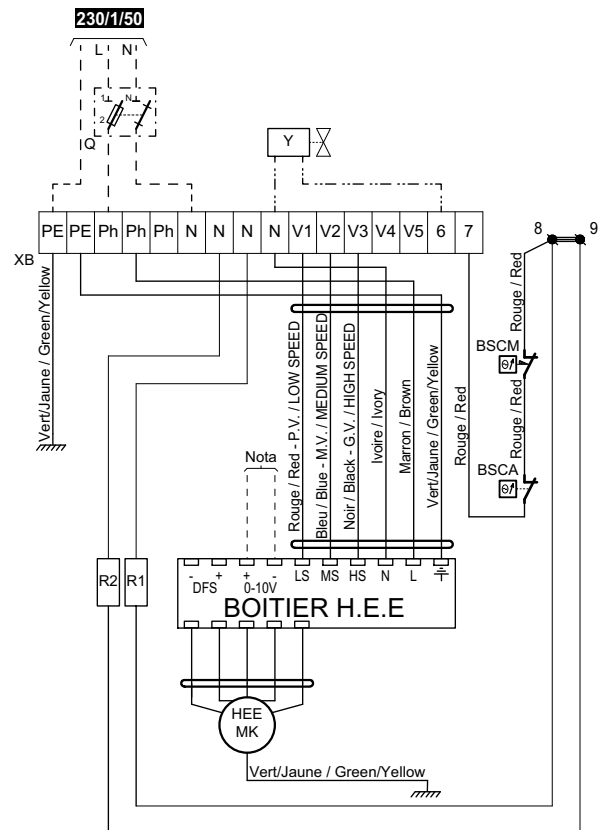 230/1/50
L N
1 N
2
Q
Y
PE PE Ph Ph Ph N N N N V1 V2 V3 V4 V5 6 7
8 9
XB
Vert/Jaune / Green/Yellow
Rouge / Red - P.V. / LOW SPEED
Bleu / Blue - M.V. / MEDIUM SPEED
Noir / Black - G.V. / HIGH SPEED
Ivoire / Ivory
Marron / Brown
Vert/Jaune / Green/Yellow
Rouge / Red
Rouge / Red
BSCM
θ
Rouge / Red
BSCA
θ
Nota
R2 R1
- + + - LS MS HS N L
DFS 0-10V
BOITIER H.E.E
HEE
MK
Vert/Jaune / Green/Yellow